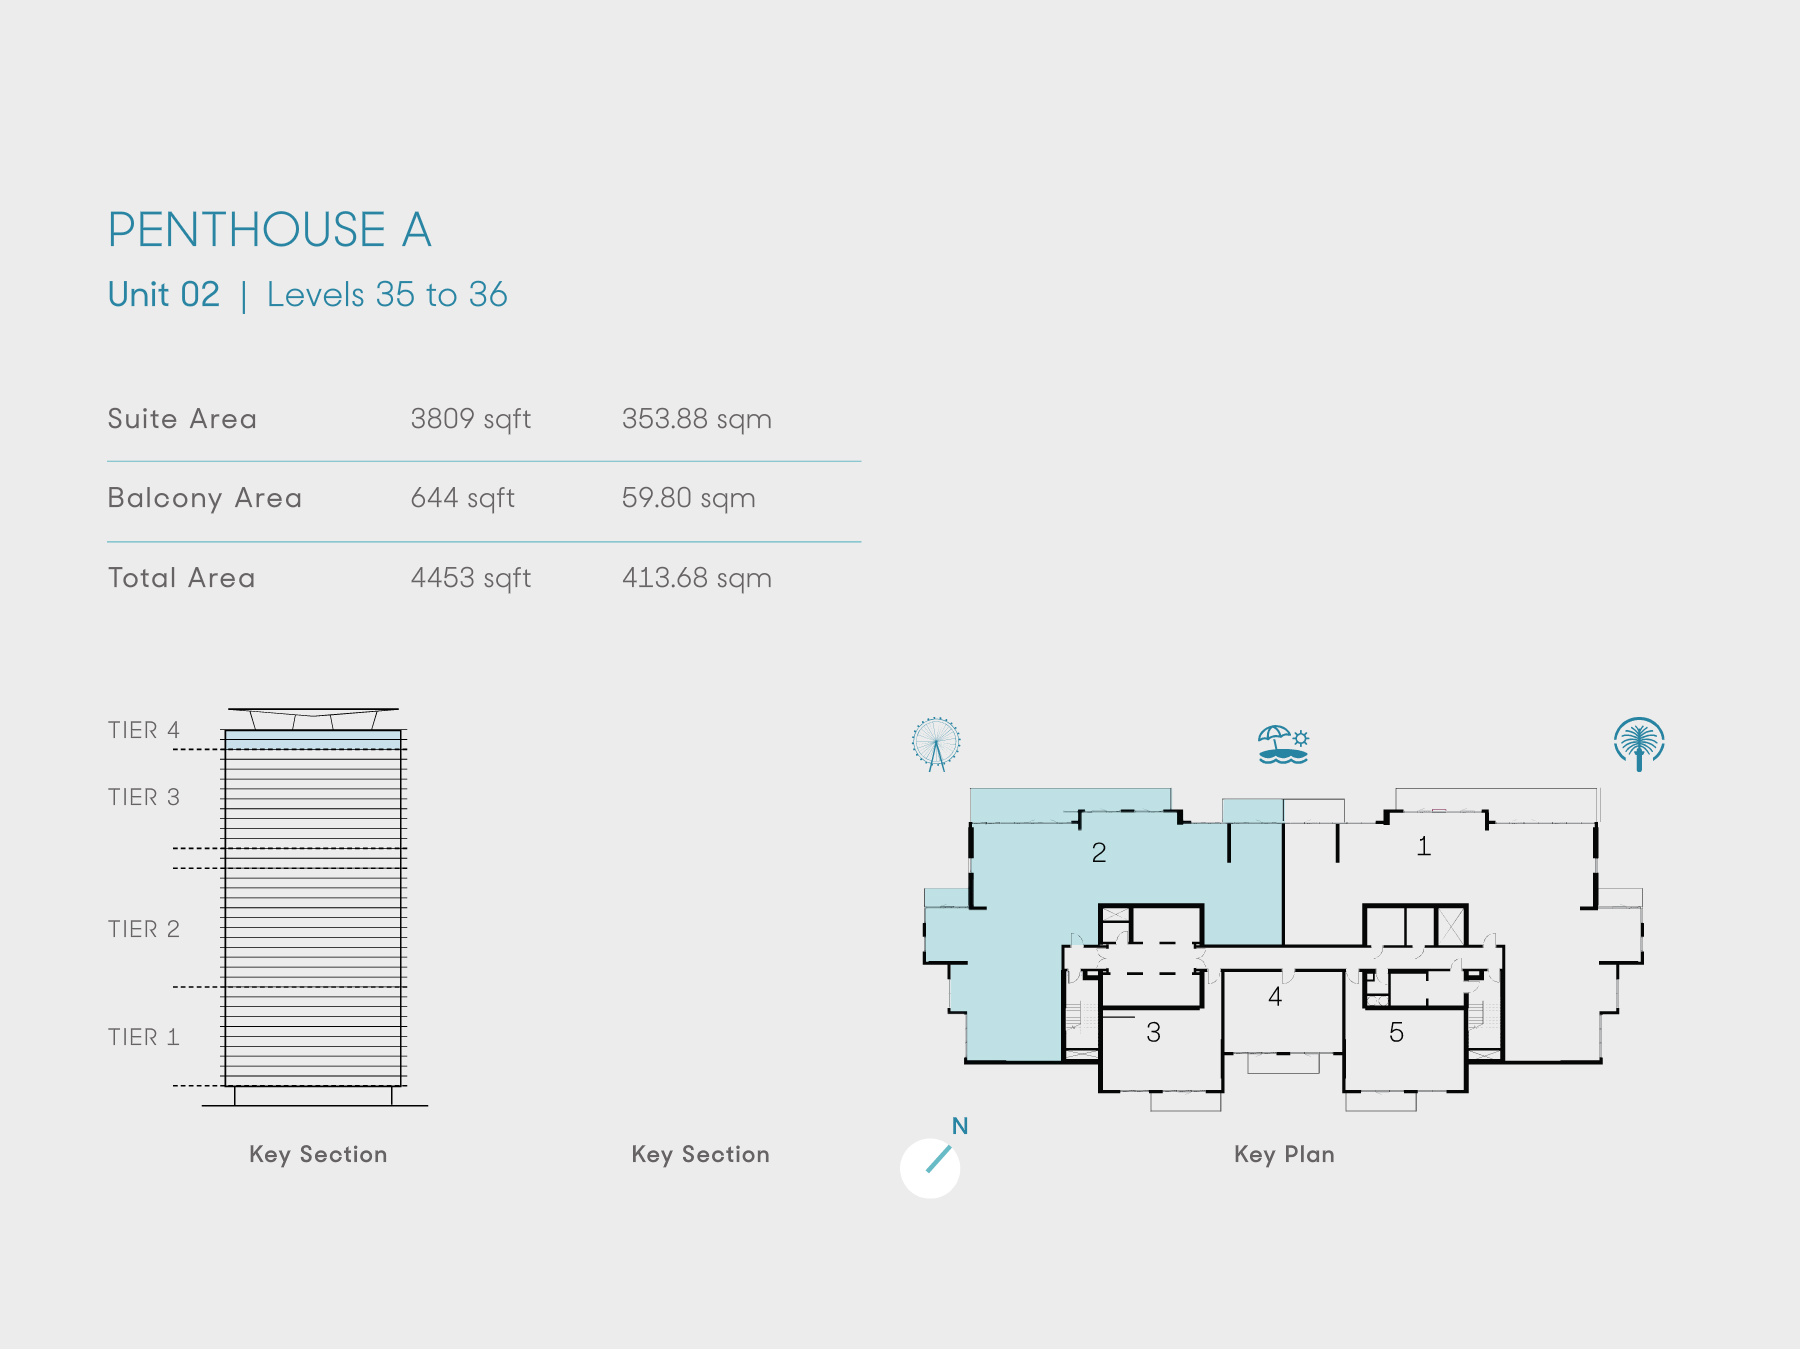 PENTHOUSE A
Unit 02 | Levels 35 to 36
Suite Area 3809 sqft 353.88 sqm
Balcony Area 644 sqft 59.80 sqm
Total Area 4453 sqft 413.68 sqm
TIER 4
TIER 3
TIER 2
TIER 1
Key Section
Key Section
2
1
4
3
5
N
Key Plan